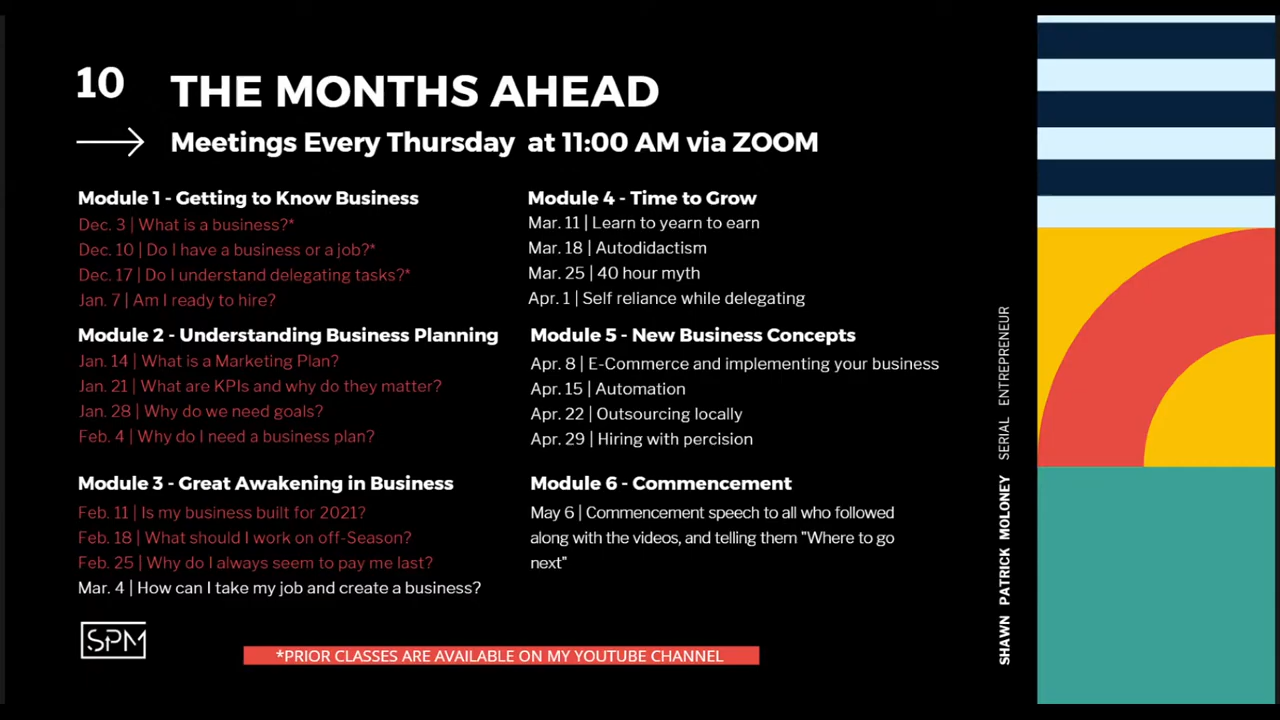 10
THE MONTHS AHEAD
Meetings Every Thursday at 11:00 AM via ZOOM
Module 1 - Getting to Know Business
Dec. 3 | What is a business?*
Dec. 10 | Do I have a business or a job?*
Dec. 17 | Do I understand delegating tasks?*
Jan. 7 | Am I ready to hire?
Module 2 - Understanding Business Planning
Jan. 14 | What is a Marketing Plan?
Jan. 21 | What are KPIs and why do they matter?
Jan. 28 | Why do we need goals?
Feb. 4 | Why do I need a business plan?
Module 3 - Great Awakening in Business
Feb. 11 | Is my business built for 2021?
Feb. 18 | What should I work on off-Season?
Feb. 25 | Why do I always seem to pay me last?
Mar. 4 | How can I take my job and create a business?
Module 4 - Time to Grow
Mar. 11 | Learn to yearn to earn
Mar. 18 | Autodidactism
Mar. 25 | 40 hour myth
Apr. 1 | Self reliance while delegating
Module 5 - New Business Concepts
Apr. 8 | E-Commerce and implementing your business
Apr. 15 | Automation
Apr. 22 | Outsourcing locally
Apr. 29 | Hiring with percision
Module 6 - Commencement
May 6 | Commencement speech to all who followed
along with the videos, and telling them "Where to go
next"
SPM
*PRIOR CLASSES ARE AVAILABLE ON MY YOUTUBE CHANNEL
SHAWN PATRICK MOLONEY SERIAL ENTREPRENEUR